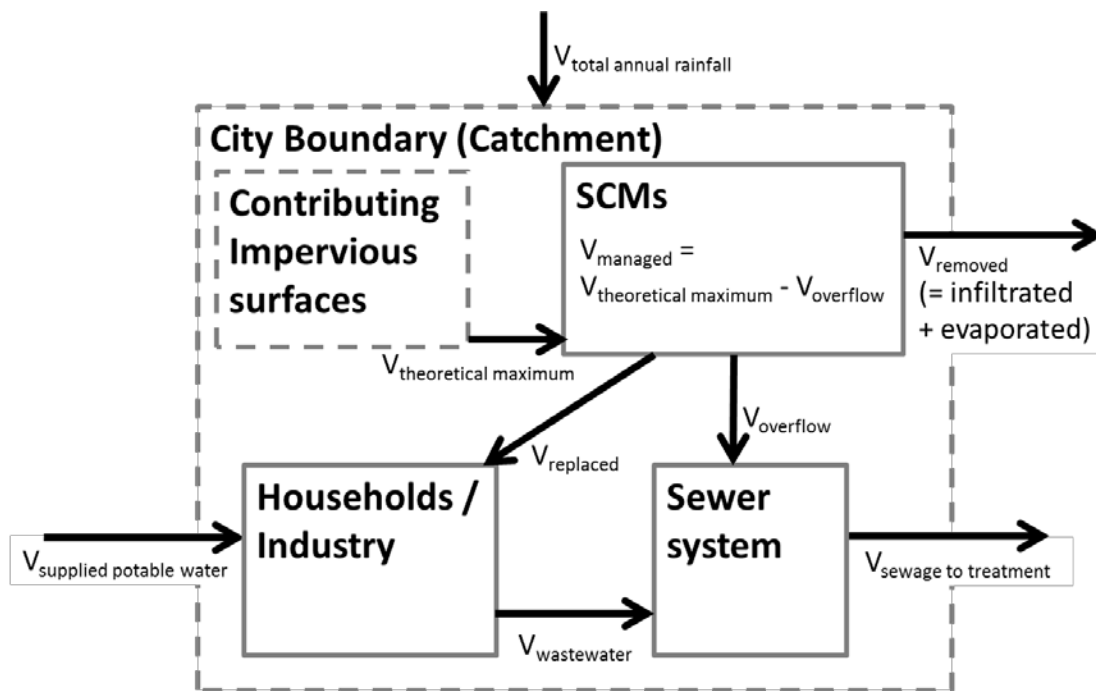 V total annual rainfall
City Boundary (Catchment)
Contributing
Impervious
surfaces
SCMs
V managed =
V theoretical maximum - V overflow
V removed
(= infiltrated
+ evaporated)
V theoretical maximum
V overflow
V replaced
Households /
Industry
Sewer
system
V supplied potable water
V sewage to treatment
V wastewater